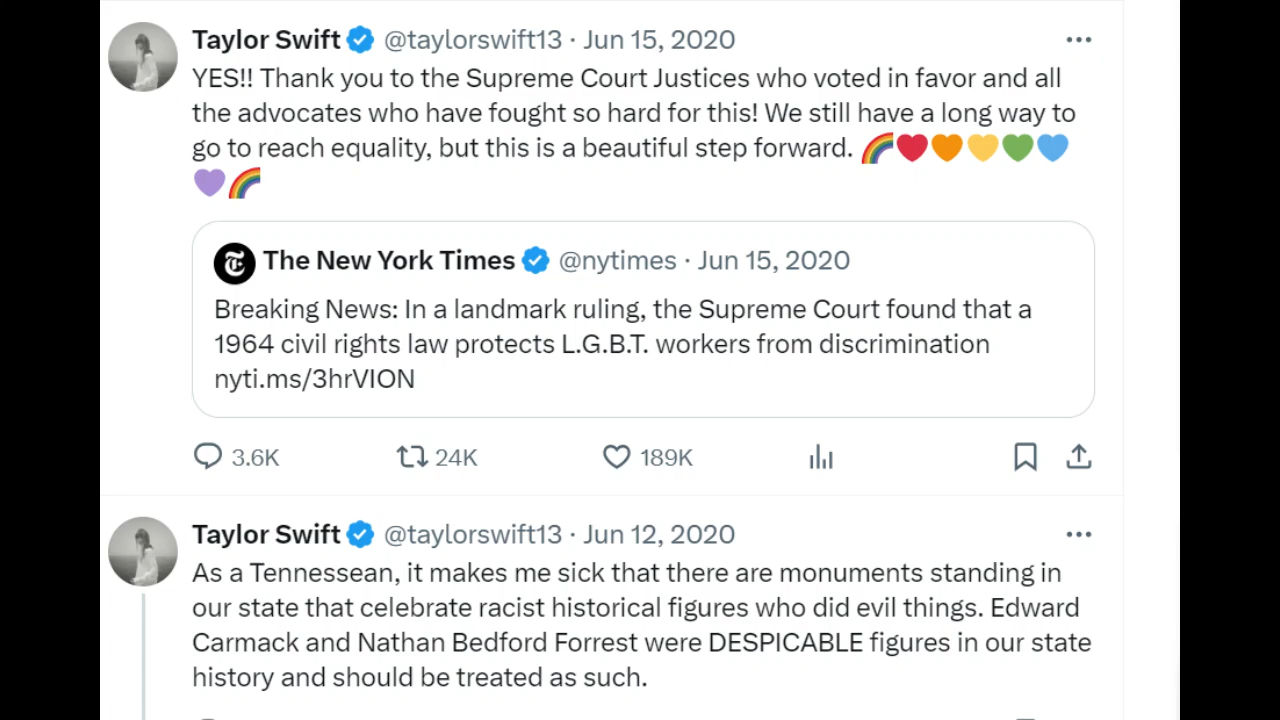 Taylor Swift @taylorswift13 · Jun 15, 2020
YES!! Thank you to the Supreme Court Justices who voted in favor and all
the advocates who have fought so hard for this! We still have a long way to
go to reach equality, but this is a beautiful step forward. 🌈❤️🧡💛💚💙
💜🌈
The New York Times @nytimes · Jun 15, 2020
Breaking News: In a landmark ruling, the Supreme Court found that a
1964 civil rights law protects L.G.B.T. workers from discrimination
nyti.ms/3hrVION
3.6K 24K 189K
Taylor Swift @taylorswift13 · Jun 12, 2020
As a Tennessean, it makes me sick that there are monuments standing in
our state that celebrate racist historical figures who did evil things. Edward
Carmack and Nathan Bedford Forrest were DESPICABLE figures in our state
history and should be treated as such.